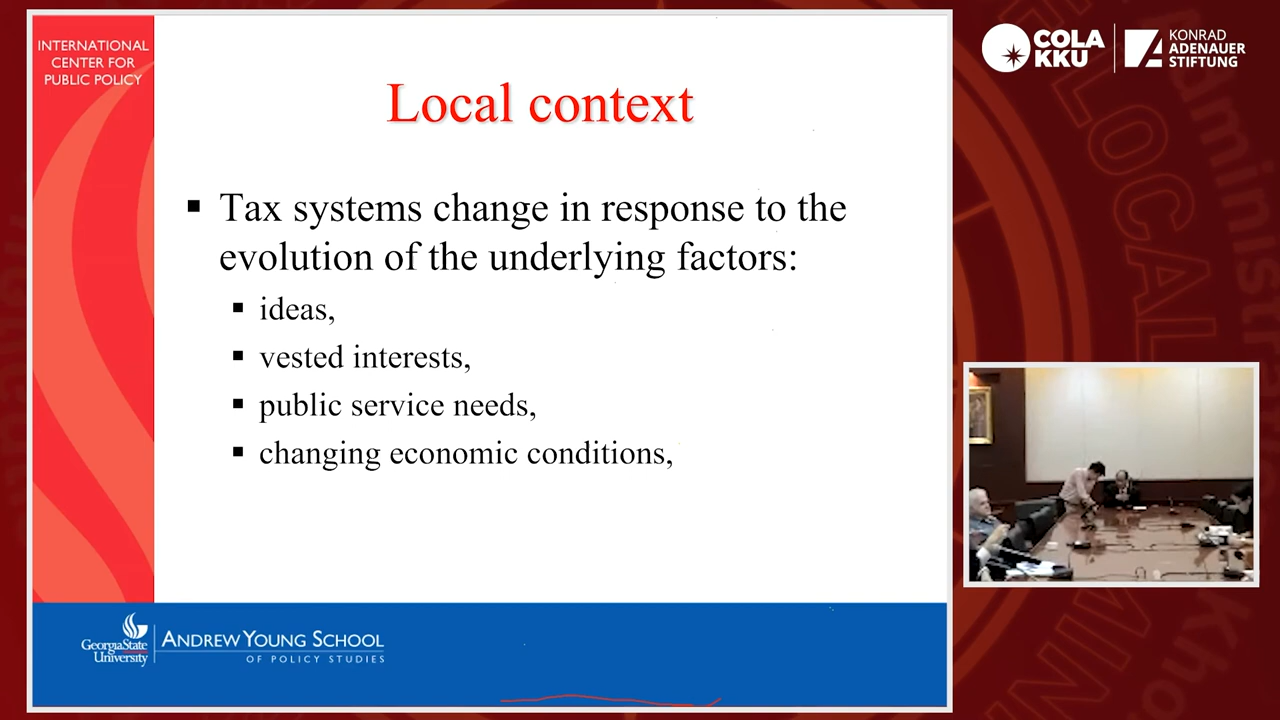 INTERNATIONAL
CENTER FOR
PUBLIC POLICY
Local context
▪ Tax systems change in response to the
evolution of the underlying factors:
▪ ideas,
▪ vested interests,
▪ public service needs,
▪ changing economic conditions,
GeorgiaState
University
ANDREW YOUNG SCHOOL
OF POLICY STUDIES
COLA
KKU
KONRAD
ADENAUER
STIFTUNG
LOCAL